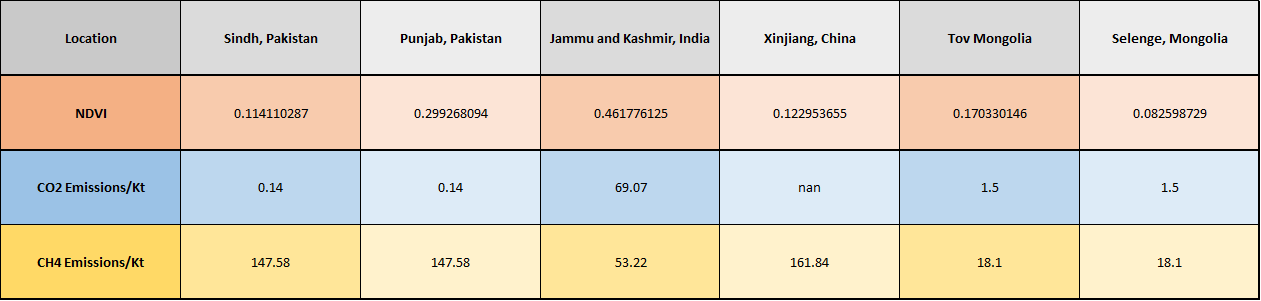 Location Sindh, Pakistan Punjab, Pakistan Jammu and Kashmir, India Xinjiang, China Tov Mongolia Selenge, Mongolia
NDVI 0.114110287 0.299268094 0.461776125 0.122953655 0.170330146 0.082598729
CO2 Emissions/Kt 0.14 0.14 69.07 nan 1.5 1.5
CH4 Emissions/Kt 147.58 147.58 53.22 161.84 18.1 18.1